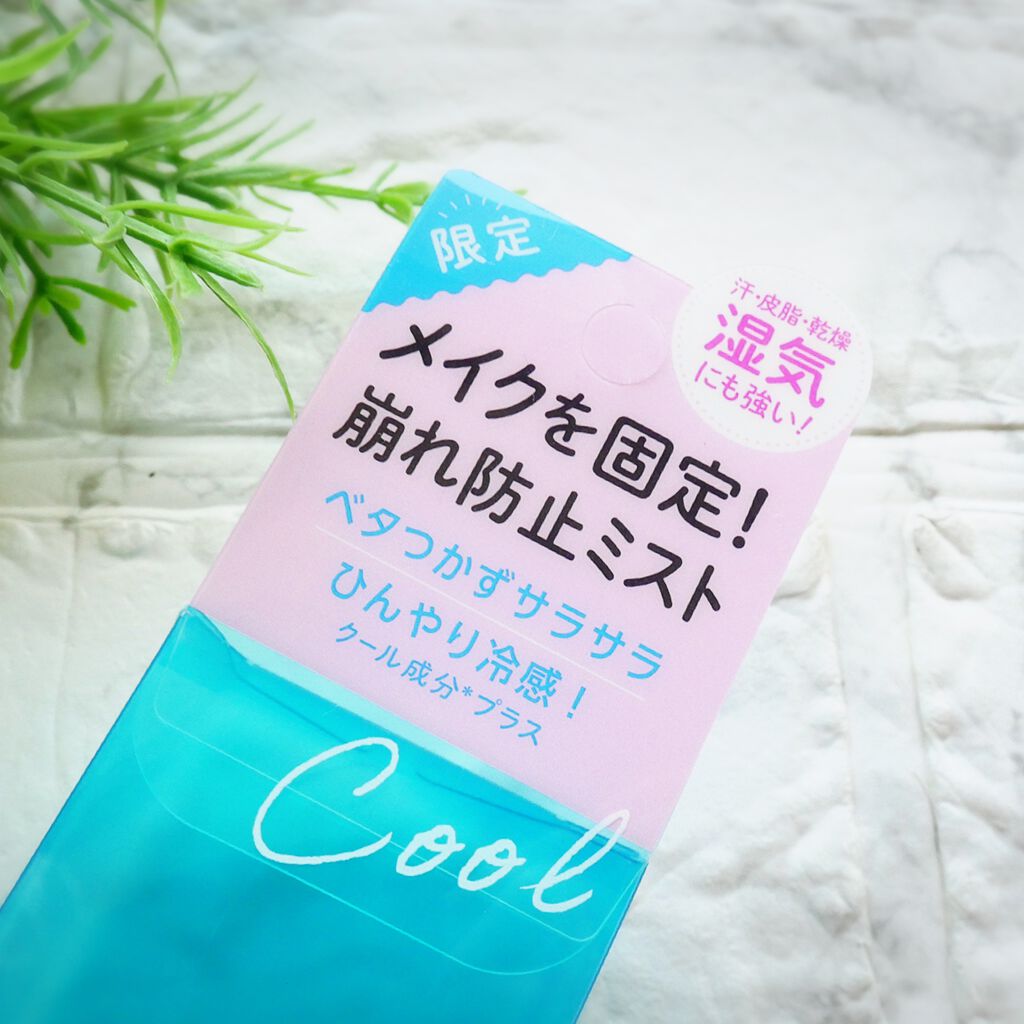 限定
汗・皮脂・乾燥
湿気
にも強い!
メイクを固定!
崩れ防止ミスト
ベタつかずサラサラ
ひんやり冷感!
クール成分*プラス
Cool